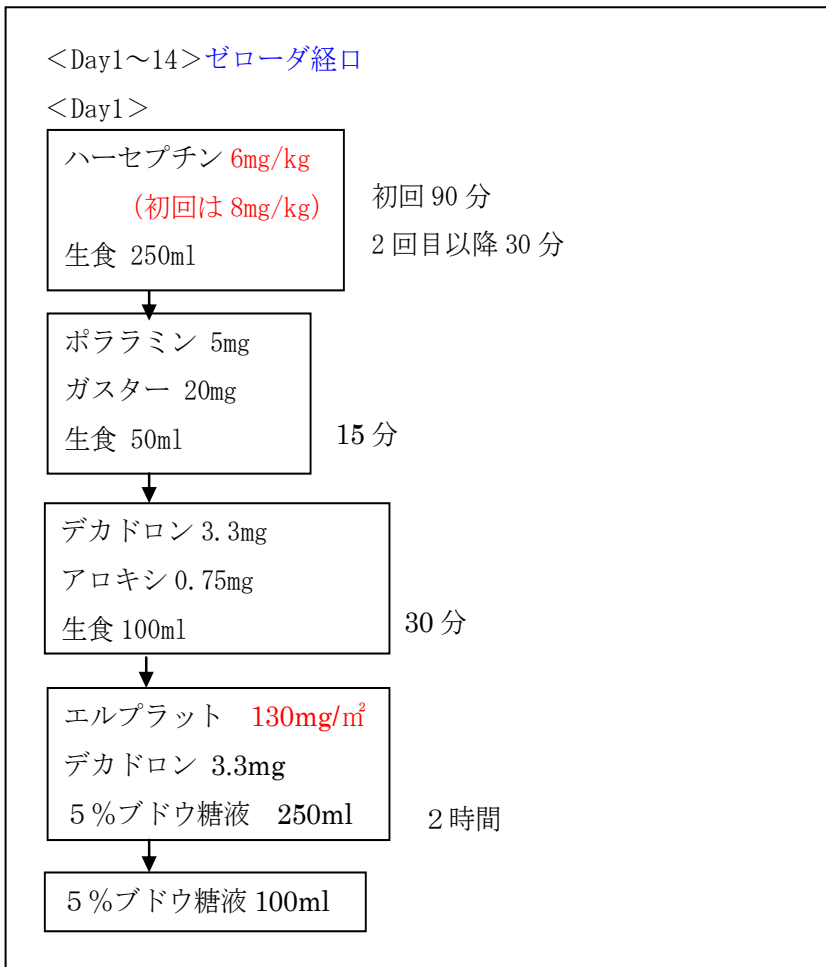 ＜Day1～14＞ゼローダ経口
＜Day1＞
ハーセプチン 6mg/kg
（初回は 8mg/kg）
生食 250ml
初回 90 分
2 回目以降 30 分
ポララミン 5mg
ガスター 20mg
生食 50ml
15 分
デカドロン 3.3mg
アロキシ 0.75mg
生食 100ml
30 分
エルプラット　130mg/㎡
デカドロン 3.3mg
５％ブドウ糖液　250ml
２時間
５％ブドウ糖液 100ml